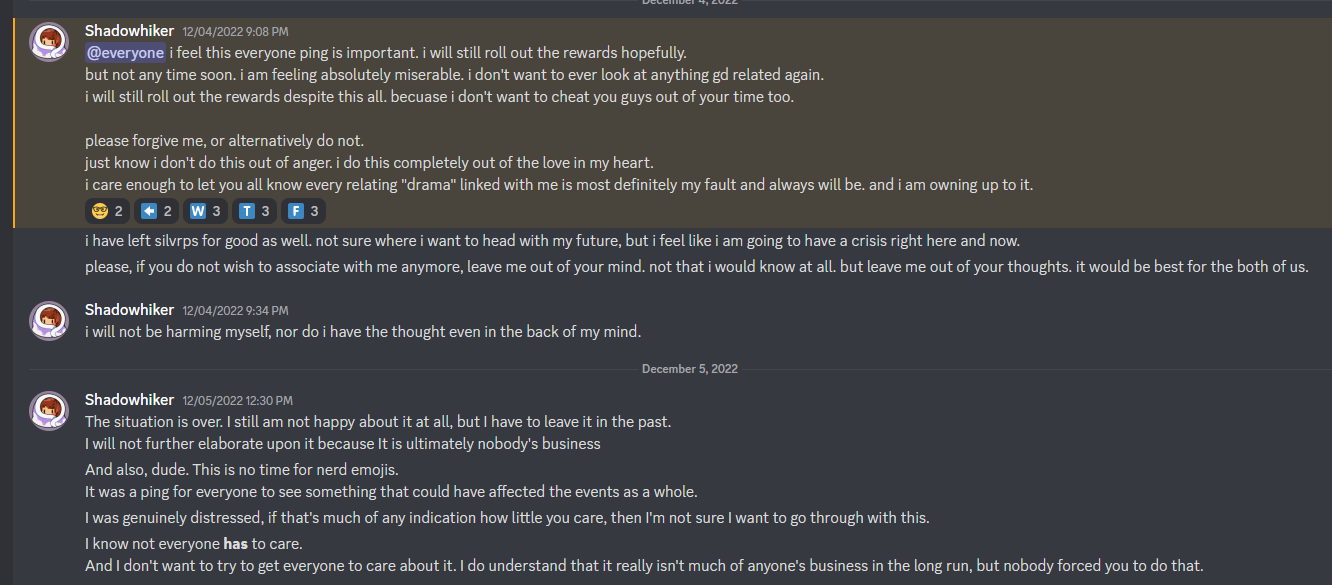 December 4, 2022
Shadowhiker 12/04/2022 9:08 PM
@everyone i feel this everyone ping is important. i will still roll out the rewards hopefully.
but not any time soon. i am feeling absolutely miserable. i don't want to ever look at anything gd related again.
i will still roll out the rewards despite this all. becuase i don't want to cheat you guys out of your time too.
please forgive me, or alternatively do not.
just know i don't do this out of anger. i do this completely out of the love in my heart.
i care enough to let you all know every relating "drama" linked with me is most definitely my fault and always will be. and i am owning up to it.
2 2 W 3 T 3 F 3
i have left silvrps for good as well. not sure where i want to head with my future, but i feel like i am going to have a crisis right here and now.
please, if you do not wish to associate with me anymore, leave me out of your mind. not that i would know at all. but leave me out of your thoughts. it would be best for the both of us.
Shadowhiker 12/04/2022 9:34 PM
i will not be harming myself, nor do i have the thought even in the back of my mind.
December 5, 2022
Shadowhiker 12/05/2022 12:30 PM
The situation is over. I still am not happy about it at all, but I have to leave it in the past.
I will not further elaborate upon it because It is ultimately nobody's business
And also, dude. This is no time for nerd emojis.
It was a ping for everyone to see something that could have affected the events as a whole.
I was genuinely distressed, if that's much of any indication how little you care, then I'm not sure I want to go through with this.
I know not everyone has to care.
And I don't want to try to get everyone to care about it. I do understand that it really isn't much of anyone's business in the long run, but nobody forced you to do that.